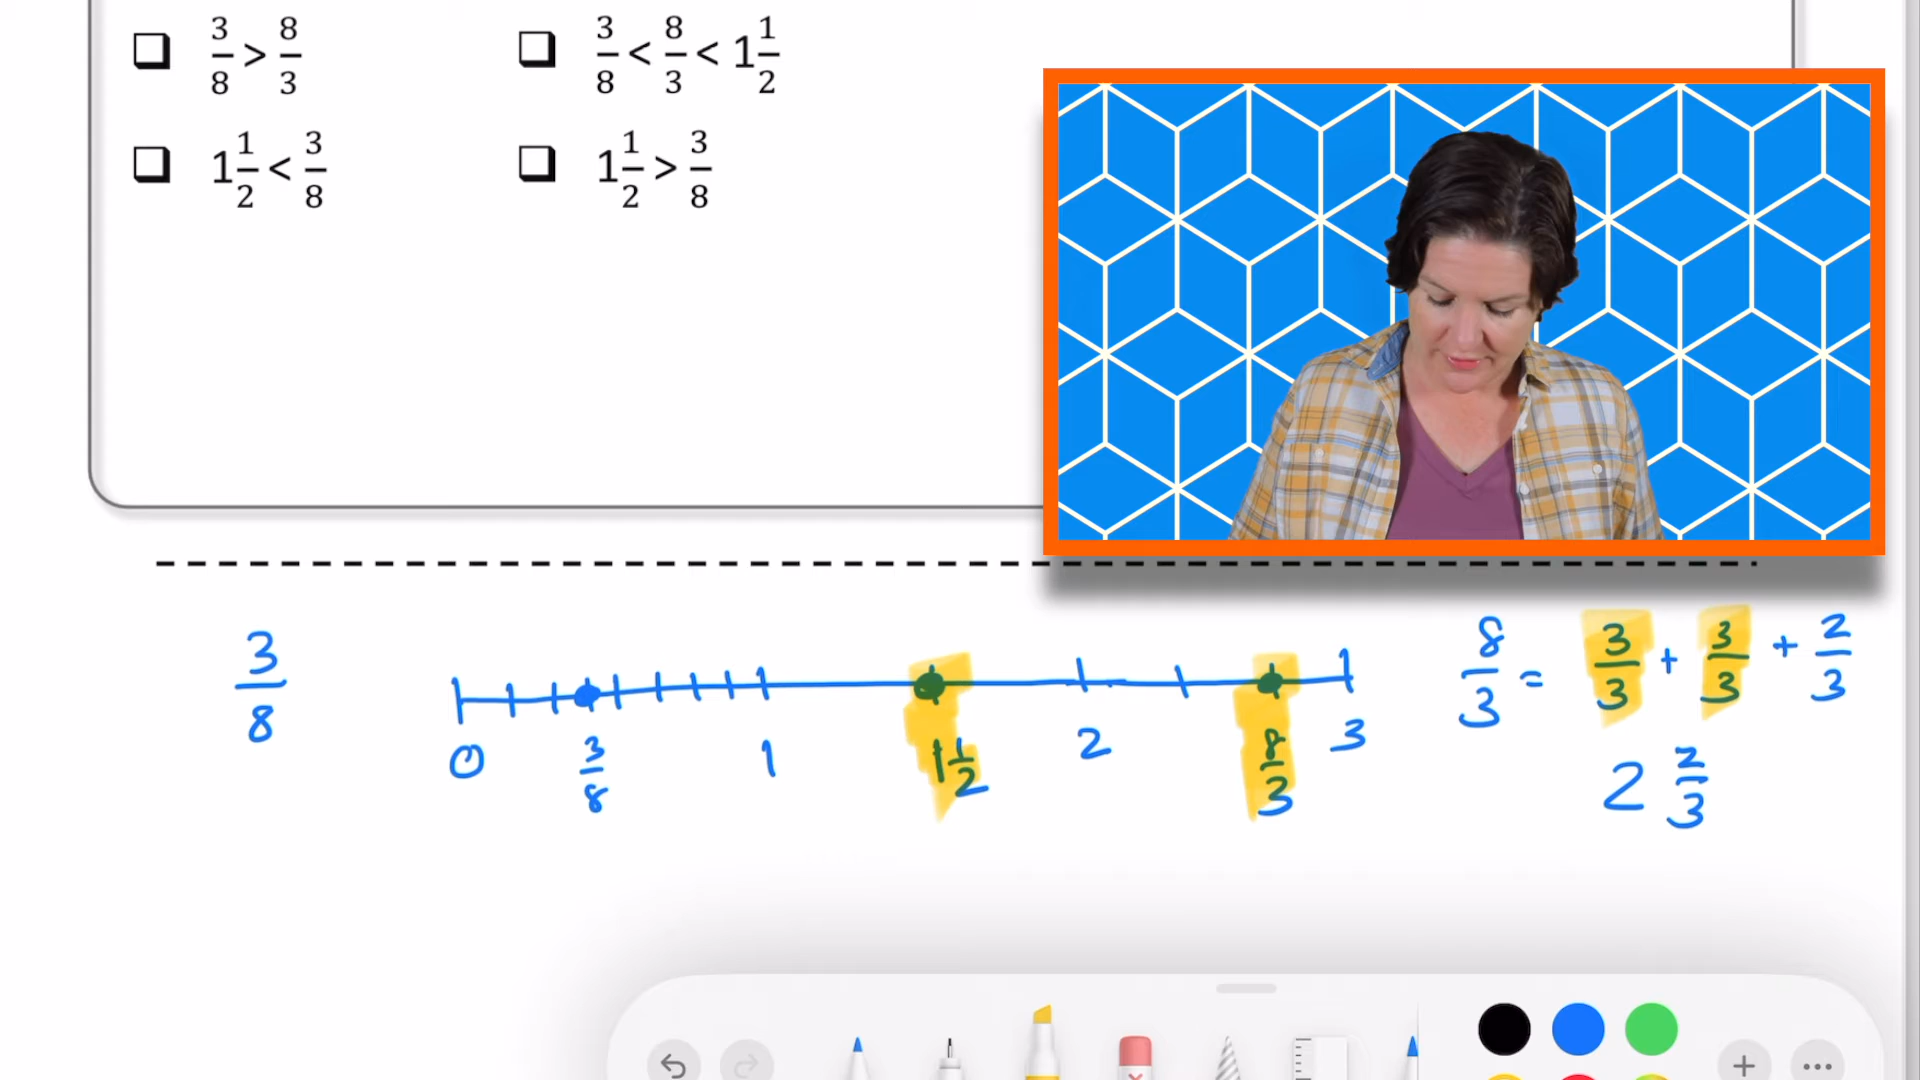 3/8 > 8/3
3/8 < 8/3 < 1 1/2
1 1/2 < 3/8
1 1/2 > 3/8
3/8
0 3/8 1 1 1/2 2 8/3 3
8/3 = 3/3 + 3/3 + 2/3
2 2/3